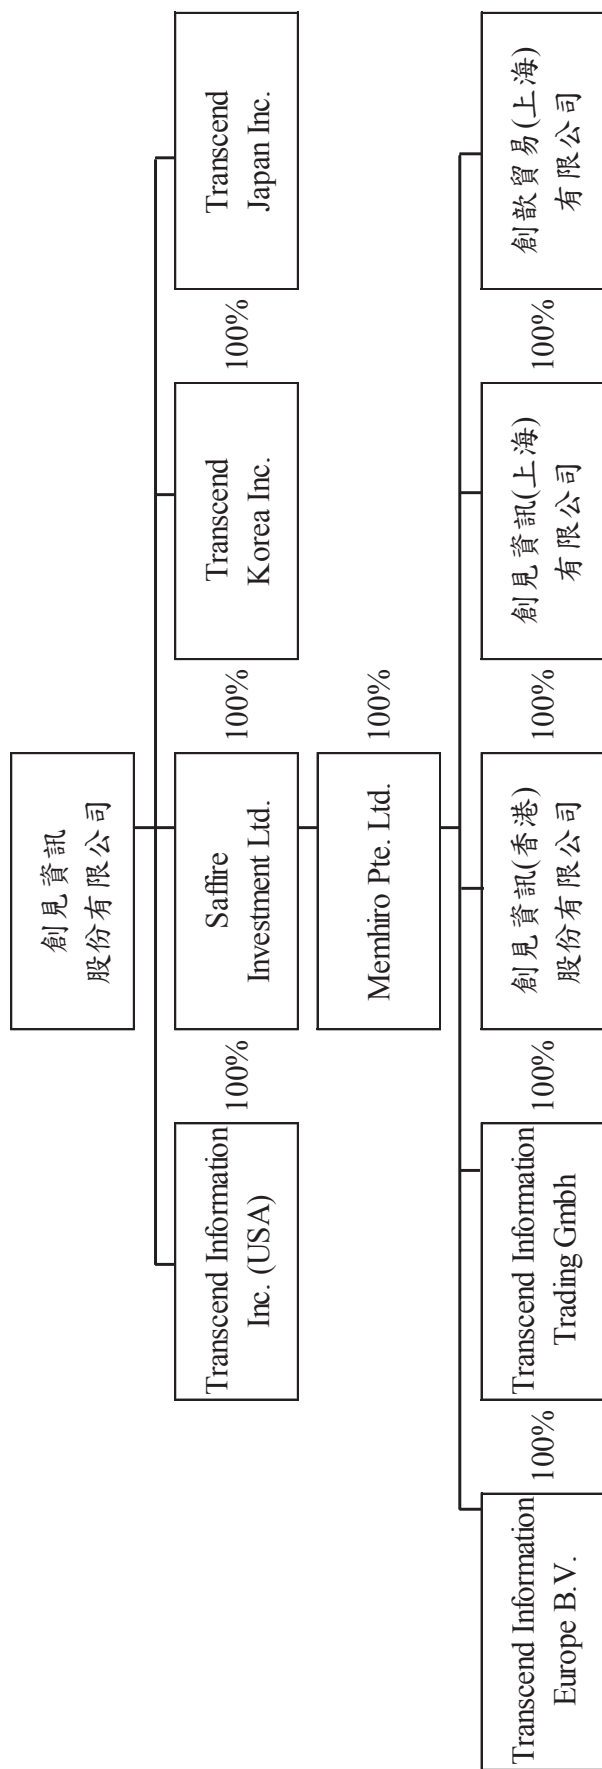 創見資訊
股份有限公司
Transcend Information
Inc. (USA)
100%
Saffire
Investment Ltd.
100%
Transcend
Korea Inc.
100%
Transcend
Japan Inc.
Memhiro Pte. Ltd.
100%
Transcend Information
Europe B.V.
100%
Transcend Information
Trading Gmbh
100%
創見資訊(香港)
股份有限公司
100%
創見資訊(上海)
有限公司
100%
創歆貿易(上海)
有限公司